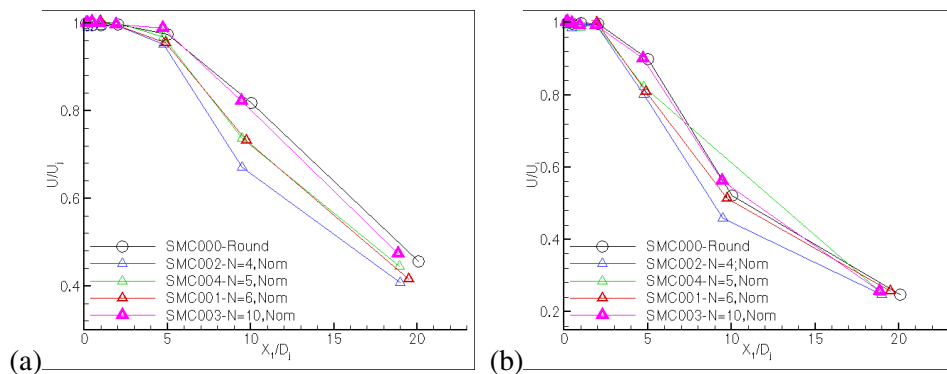 1
0.8
0.6
0.4
U/Uj
SMC000-Round
SMC002-N=4,Nom
SMC004-N=5,Nom
SMC001-N=6,Nom
SMC003-N=10,Nom
0 5 10 15 20
X1/Dj
(a)
1
0.8
0.6
0.4
0.2
U/Uj
SMC000-Round
SMC002-N=4,Nom
SMC004-N=5,Nom
SMC001-N=6,Nom
SMC003-N=10,Nom
0 5 10 15 20
X1/Dj
(b)